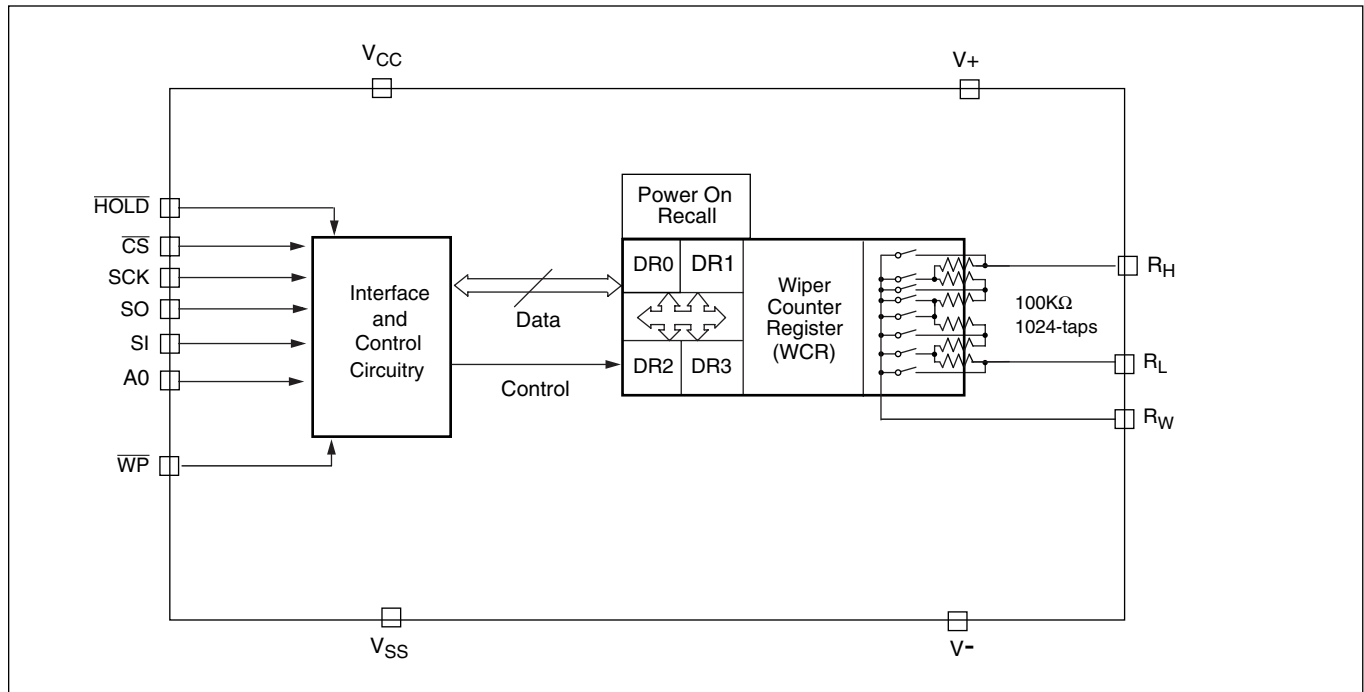 VCC
V+
HOLD
CS
SCK
SO
SI
A0
WP
Interface
and
Control
Circuitry
Data
Control
Power On
Recall
DR0
DR1
DR2
DR3
Wiper
Counter
Register
(WCR)
100KΩ
1024-taps
RH
RL
RW
VSS
V-